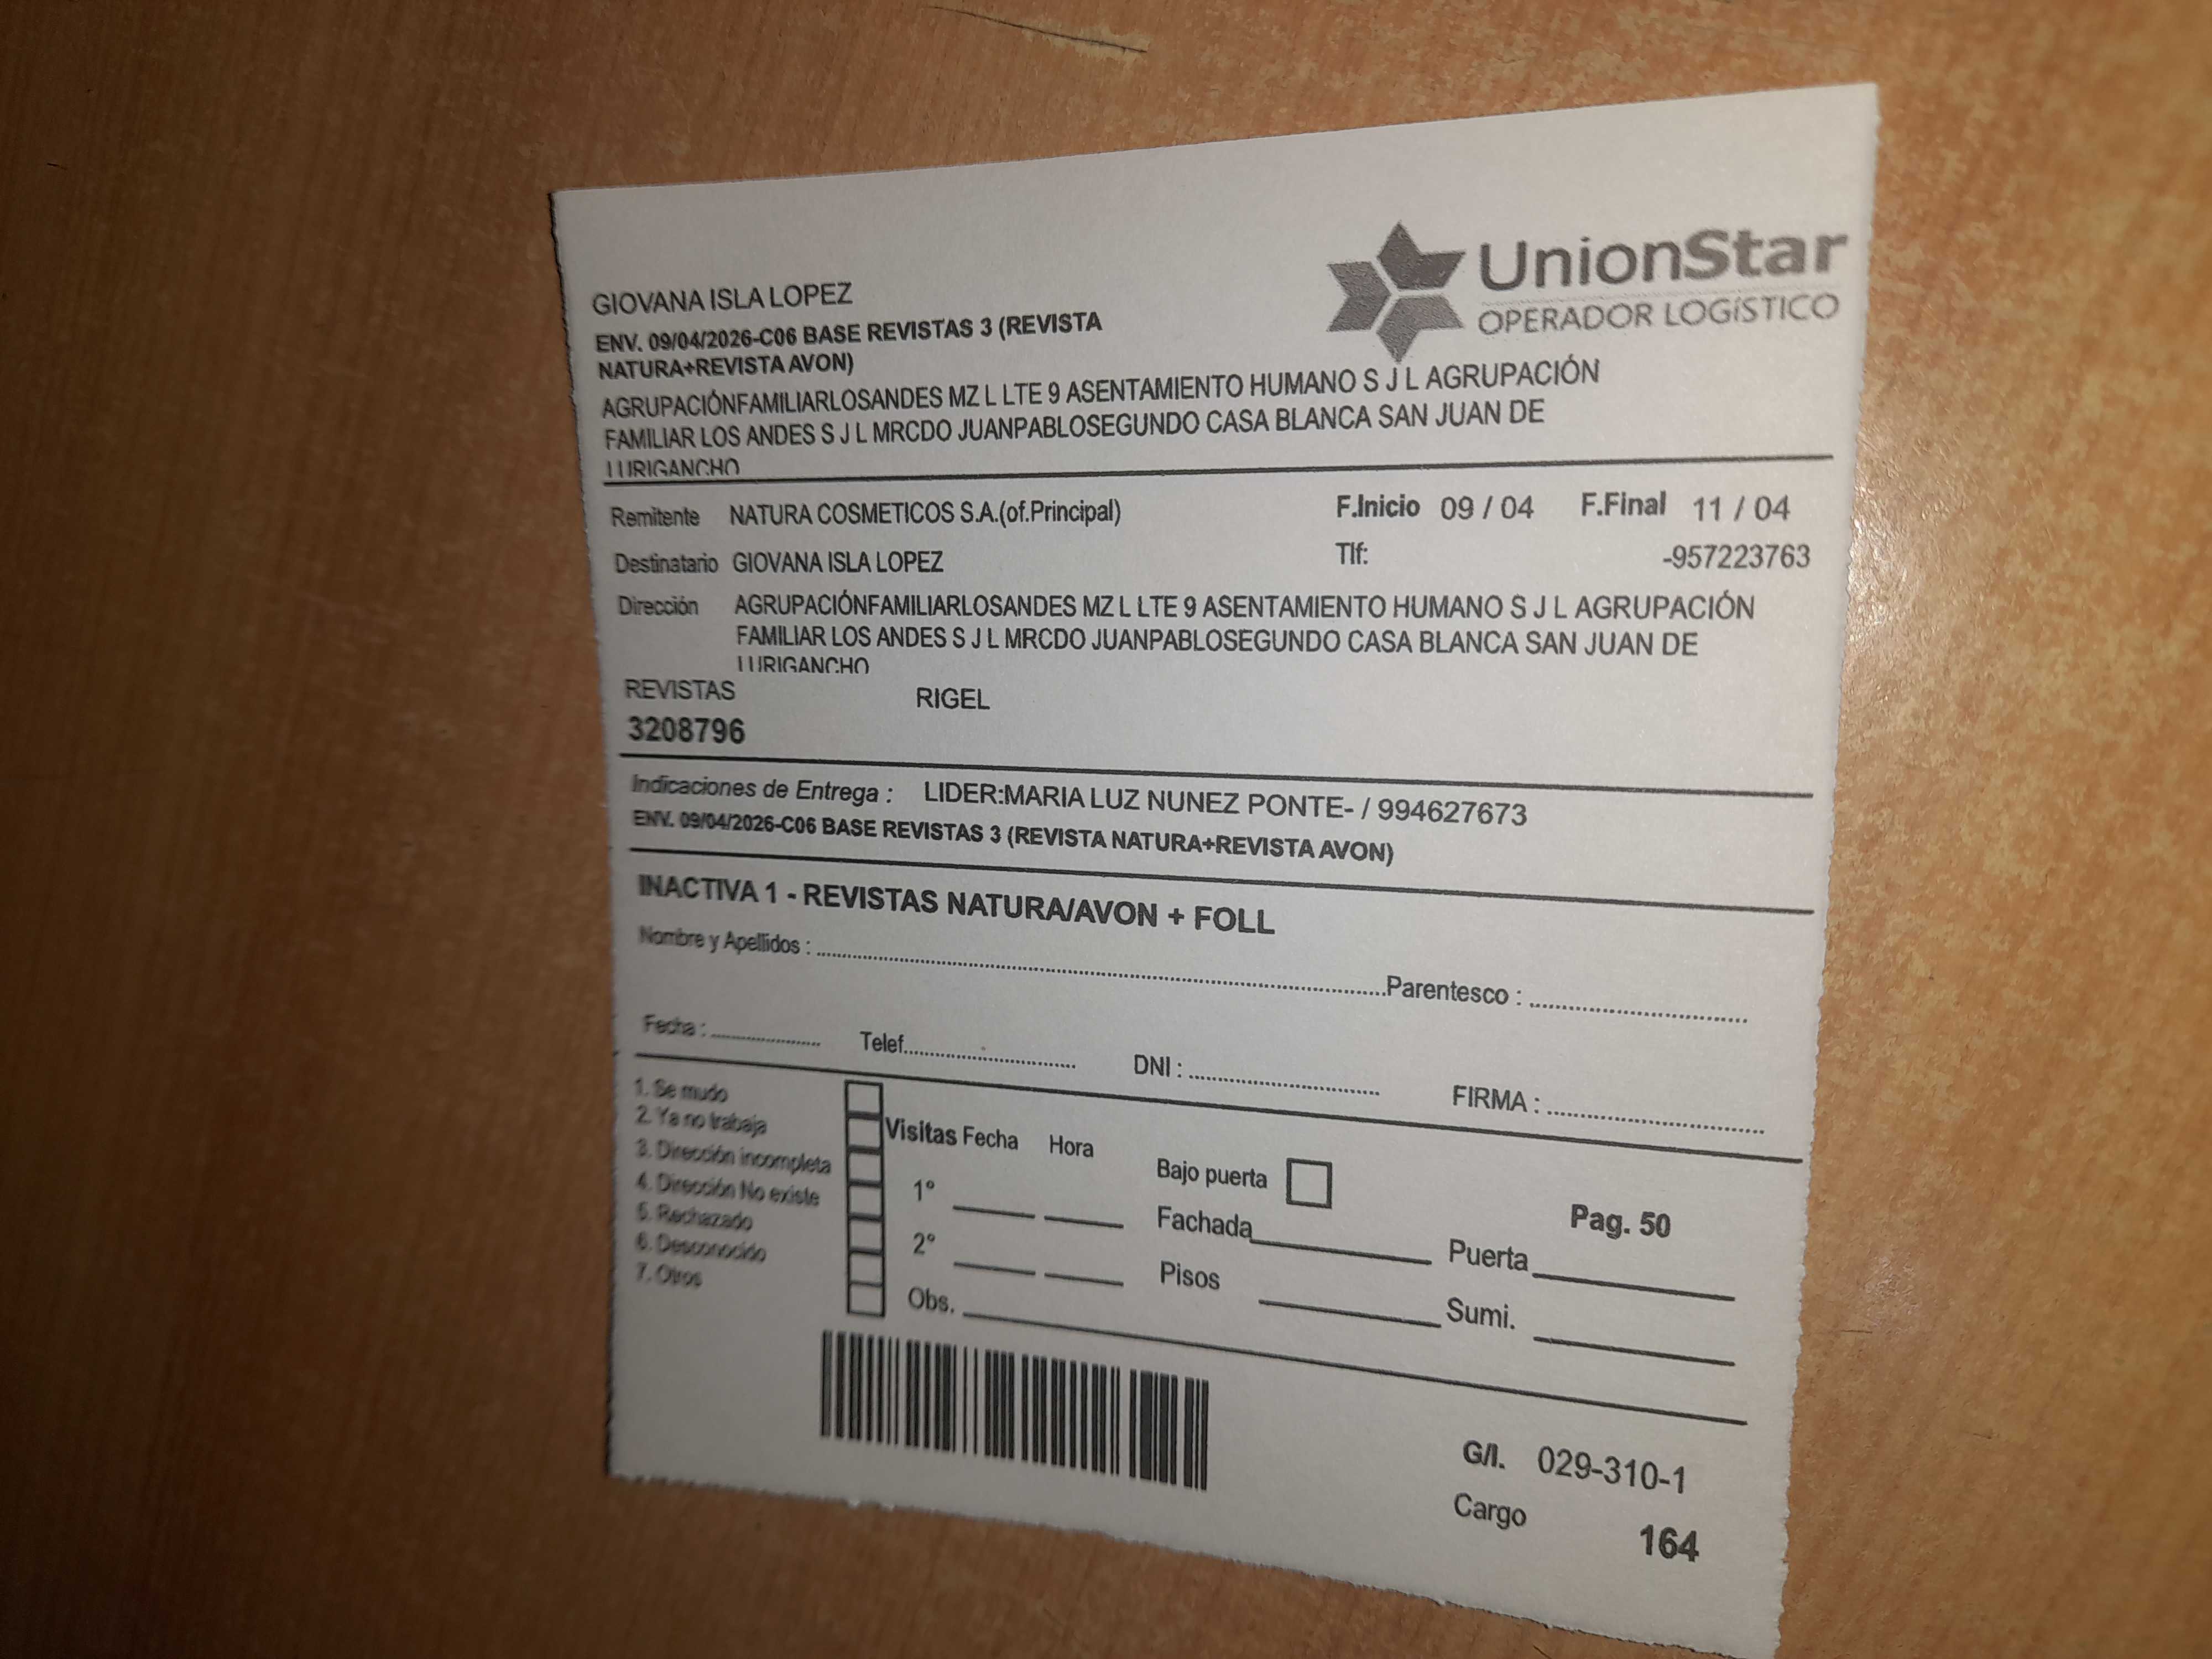 UnionStar
OPERADOR LOGíSTICO
GIOVANA ISLA LOPEZ
ENV. 09/04/2026-C06 BASE REVISTAS 3 (REVISTA
NATURA+REVISTA AVON)
AGRUPACIÓNFAMILIARLOSANDES MZ L LTE 9 ASENTAMIENTO HUMANO S J L AGRUPACIÓN
FAMILIAR LOS ANDES S J L MRCDO JUANPABLOSEGUNDO CASA BLANCA SAN JUAN DE
LURIGANCHO
Remitente NATURA COSMETICOS S.A.(of.Principal) F.Inicio 09 / 04 F.Final 11 / 04
Destinatario GIOVANA ISLA LOPEZ Tlf: -957223763
Dirección AGRUPACIÓNFAMILIARLOSANDES MZ L LTE 9 ASENTAMIENTO HUMANO S J L AGRUPACIÓN
FAMILIAR LOS ANDES S J L MRCDO JUANPABLOSEGUNDO CASA BLANCA SAN JUAN DE
LURIGANCHO
REVISTAS RIGEL
3208796
Indicaciones de Entrega : LIDER:MARIA LUZ NUNEZ PONTE- / 994627673
ENV. 09/04/2026-C06 BASE REVISTAS 3 (REVISTA NATURA+REVISTA AVON)
INACTIVA 1 - REVISTAS NATURA/AVON + FOLL
Nombre y Apellidos : Parentesco :
Fecha : Telef. DNI : FIRMA :
1. Se mudo
2. Ya no trabaja
3. Dirección incompleta
4. Dirección No existe
5. Rechazado
6. Desconocido
7. Otros
Visitas Fecha Hora
1°
2°
Obs.
Bajo puerta
Fachada Puerta
Pisos Sumi.
Pag. 50
G/I. 029-310-1
Cargo 164